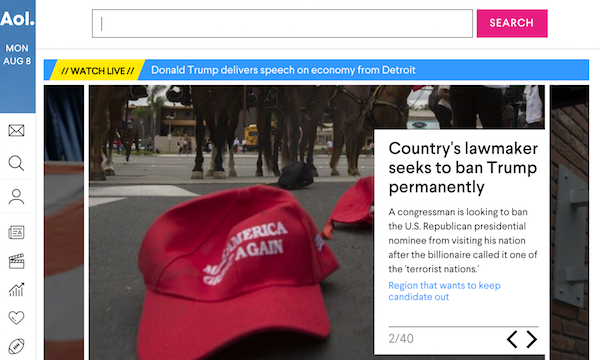 Aol.
MON
AUG 8
SEARCH
// WATCH LIVE //
Donald Trump delivers speech on economy from Detroit
AMERICA
AGAIN
Country's lawmaker
seeks to ban Trump
permanently
A congressman is looking to ban
the U.S. Republican presidential
nominee from visiting his nation
after the billionaire called it one of
the 'terrorist nations.'
Region that wants to keep
candidate out
2/40